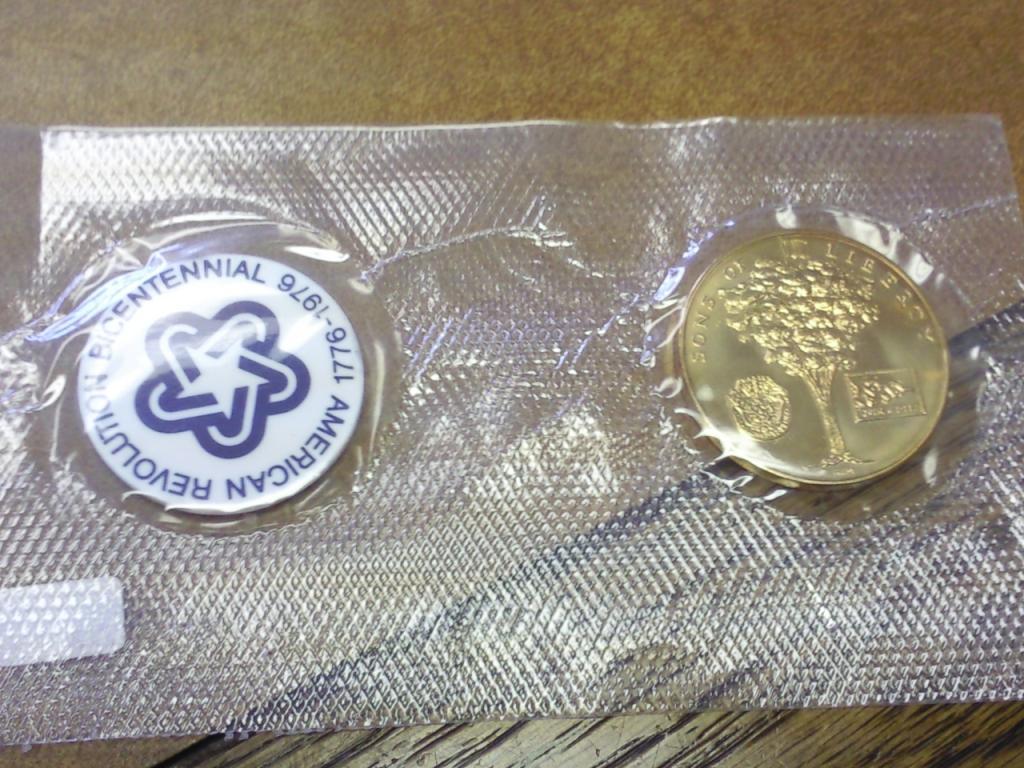 AMERICAN REVOLUTION BICENTENNIAL 1776-1976
SONS OF LIBERTY